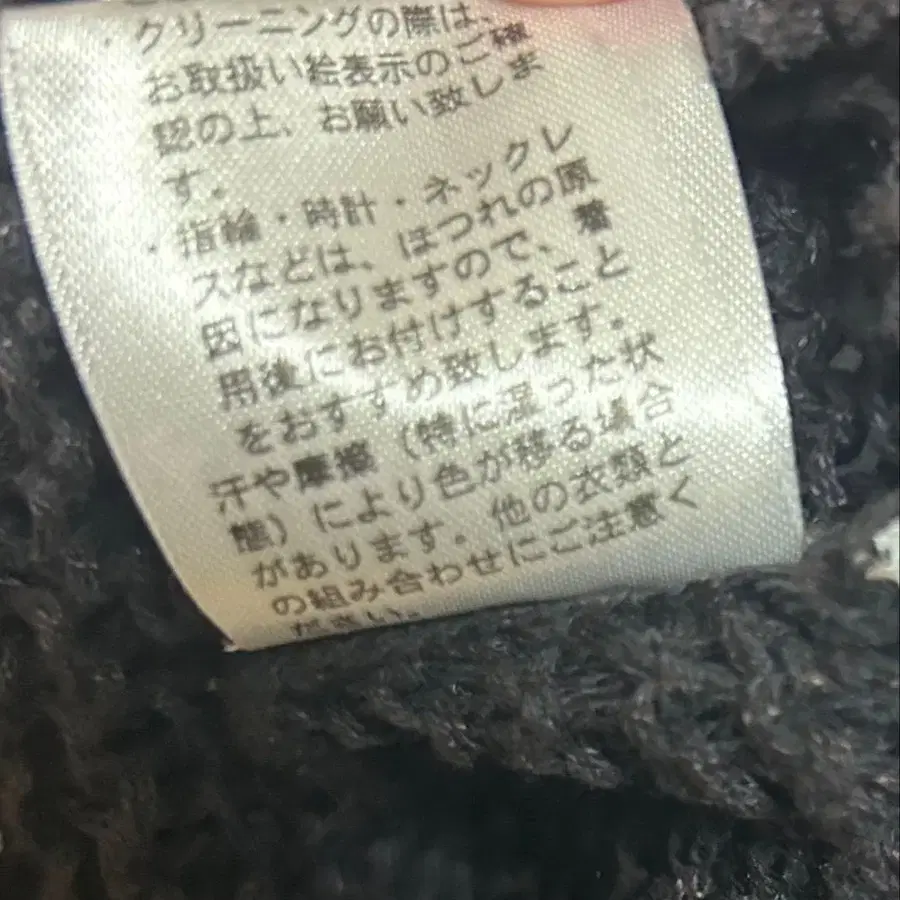 ・クリーニングの際は、
お取扱い絵表示のご確
認の上、お願い致しま
す。
・指輪・時計・ネックレ
スなどは、ほつれの原
因になりますので、着
用後にお付けすること
をおすすめ致します。
汗や摩擦（特に湿った状
態）により色が移る場合
があります。他の衣類と
の組み合わせにご注意く
ださい。